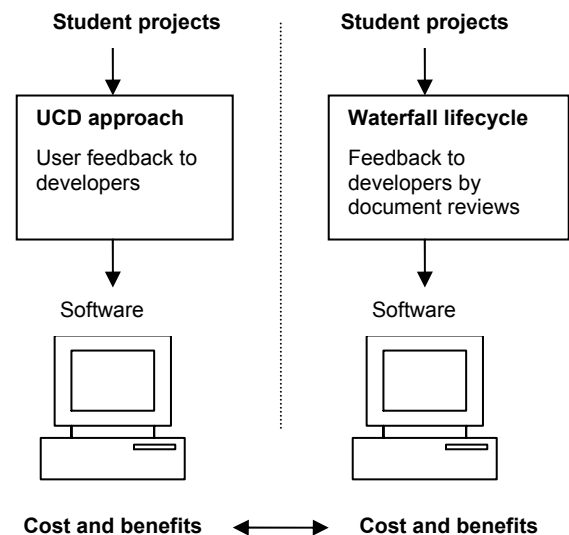 Student projects
UCD approach
User feedback to
developers
Software
Cost and benefits
Student projects
Waterfall lifecycle
Feedback to
developers by
document reviews
Software
Cost and benefits